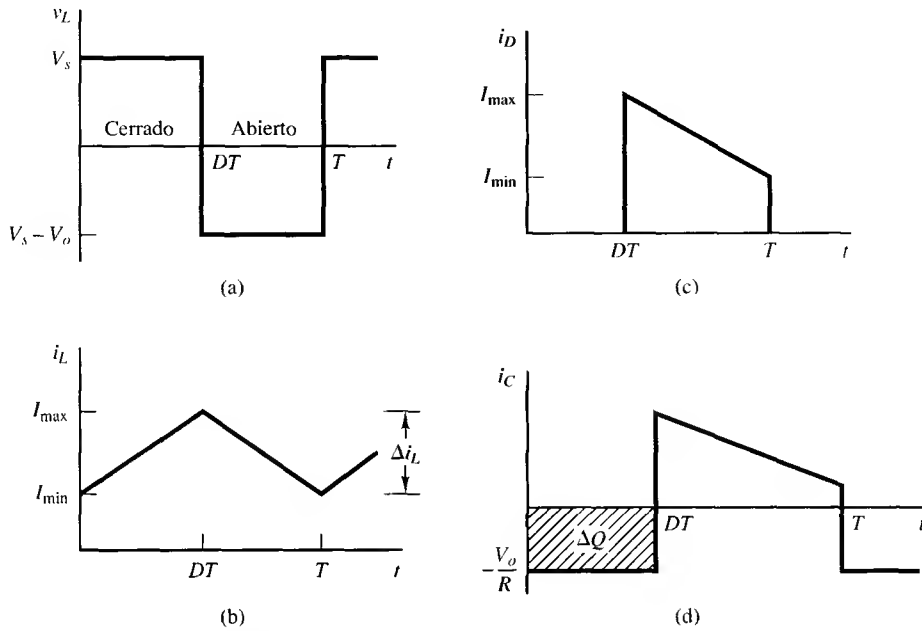 v_L
V_s
Cerrado
Abierto
DT
T
t
V_s − V_o
(a)
i_D
I_max
I_min
DT
T
t
(c)
i_L
I_max
I_min
Δi_L
DT
T
t
(b)
i_C
DT
T
t
ΔQ
−V_o/R
(d)